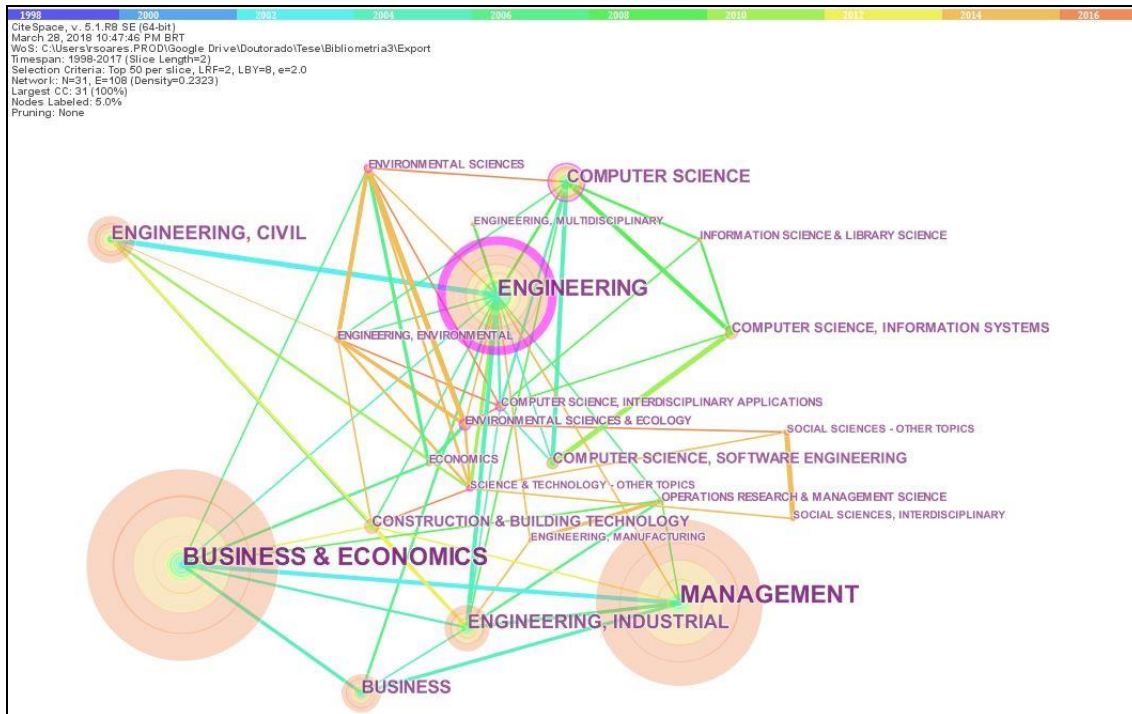 1998 2000 2002 2004 2006 2008 2010 2012 2014 2016
CiteSpace, v. 5.1.R8 SE (64-bit)
March 28, 2018 10:47:46 PM BRT
WoS: C:\Users\rsoares.PROD\Google Drive\Doutorado\Tese\Bibliometria3\Export
Timespan: 1998-2017 (Slice Length=2)
Selection Criteria: Top 50 per slice, LRF=2, LBY=8, e=2.0
Network: N=31, E=108 (Density=0.2323)
Largest CC: 31 (100%)
Nodes Labeled: 5.0%
Pruning: None
ENVIRONMENTAL SCIENCES
COMPUTER SCIENCE
ENGINEERING, MULTIDISCIPLINARY
ENGINEERING, CIVIL
INFORMATION SCIENCE & LIBRARY SCIENCE
ENGINEERING
COMPUTER SCIENCE, INFORMATION SYSTEMS
ENGINEERING, ENVIRONMENTAL
COMPUTER SCIENCE, INTERDISCIPLINARY APPLICATIONS
ENVIRONMENTAL SCIENCES & ECOLOGY
SOCIAL SCIENCES - OTHER TOPICS
ECONOMICS
COMPUTER SCIENCE, SOFTWARE ENGINEERING
SCIENCE & TECHNOLOGY - OTHER TOPICS
OPERATIONS RESEARCH & MANAGEMENT SCIENCE
SOCIAL SCIENCES, INTERDISCIPLINARY
CONSTRUCTION & BUILDING TECHNOLOGY
ENGINEERING, MANUFACTURING
BUSINESS & ECONOMICS
MANAGEMENT
ENGINEERING, INDUSTRIAL
BUSINESS